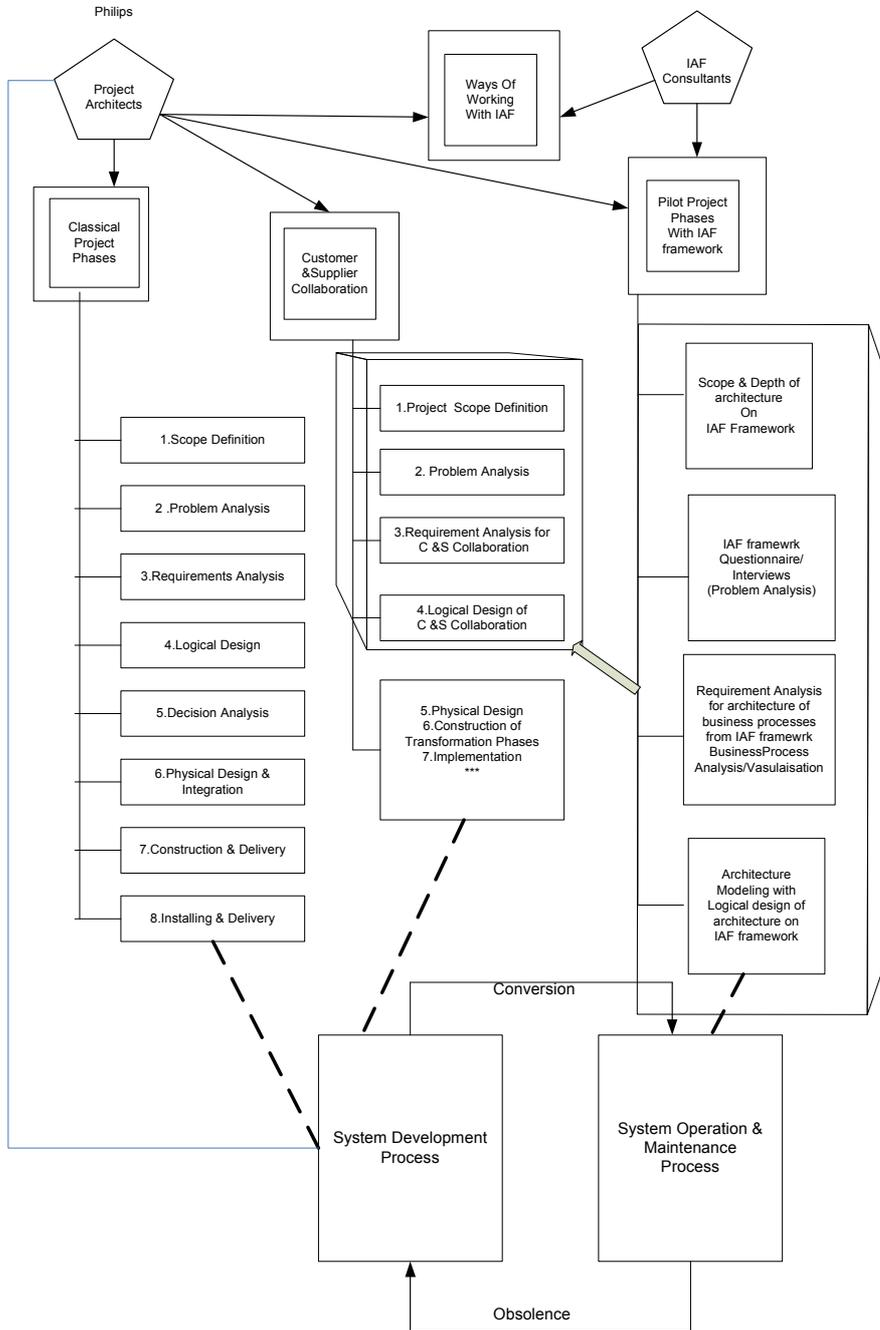 Philips
Project
Architects
Ways Of
Working
With IAF
IAF
Consultants
Classical
Project
Phases
Customer
&Supplier
Collaboration
Pilot Project
Phases
With IAF
framework
1.Scope Definition
2 .Problem Analysis
3.Requirements Analysis
4.Logical Design
5.Decision Analysis
6.Physical Design &
Integration
7.Construction & Delivery
8.Installing & Delivery
1.Project Scope Definition
2. Problem Analysis
3.Requirement Analysis for
C &S Collaboration
4.Logical Design of
C &S Collaboration
5.Physical Design
6.Construction of
Transformation Phases
7.Implementation
***
Scope & Depth of
architecture
On
IAF Framework
IAF framewrk
Questionnaire/
Interviews
(Problem Analysis)
Requirement Analysis
for architecture of
business processes
from IAF framewrk
BusinessProcess
Analysis/Vasulaisation
Architecture
Modeling with
Logical design of
architecture on
IAF framework
Conversion
System Development
Process
System Operation &
Maintenance
Process
Obsolence